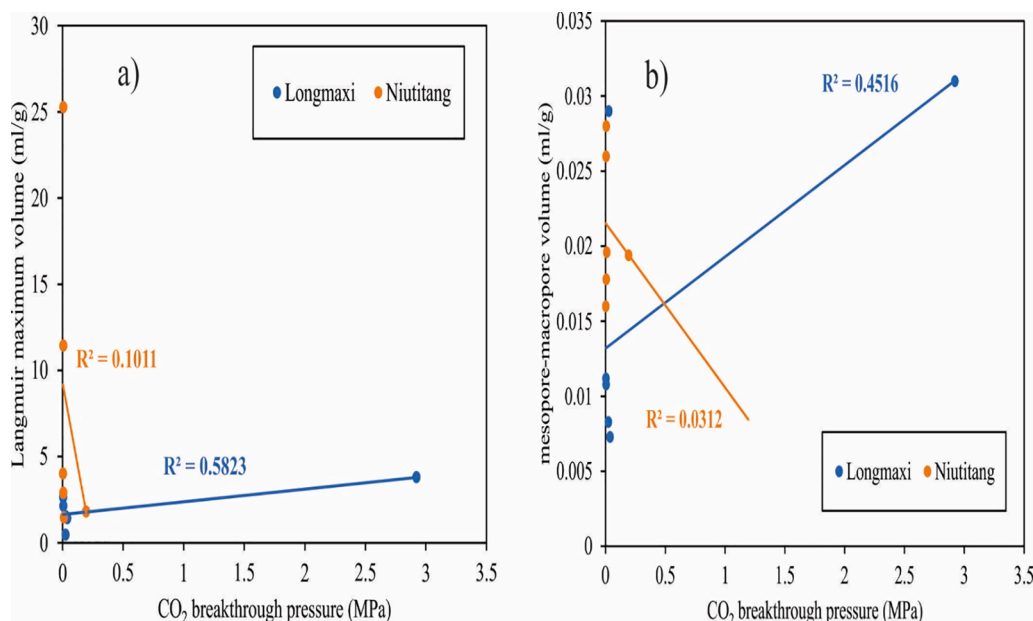 a)
Longmaxi
Niutitang
30
25
20
15
10
5
0
Langmuir maximum volume (ml/g)
R² = 0.1011
R² = 0.5823
0 0.5 1 1.5 2 2.5 3 3.5
CO₂ breakthrough pressure (MPa)
b)
0.035
0.03
0.025
0.02
0.015
0.01
0.005
0
mesopore-macropore volume (ml/g)
R² = 0.4516
R² = 0.0312
Longmaxi
Niutitang
0 0.5 1 1.5 2 2.5 3 3.5
CO₂ breakthrough pressure (MPa)